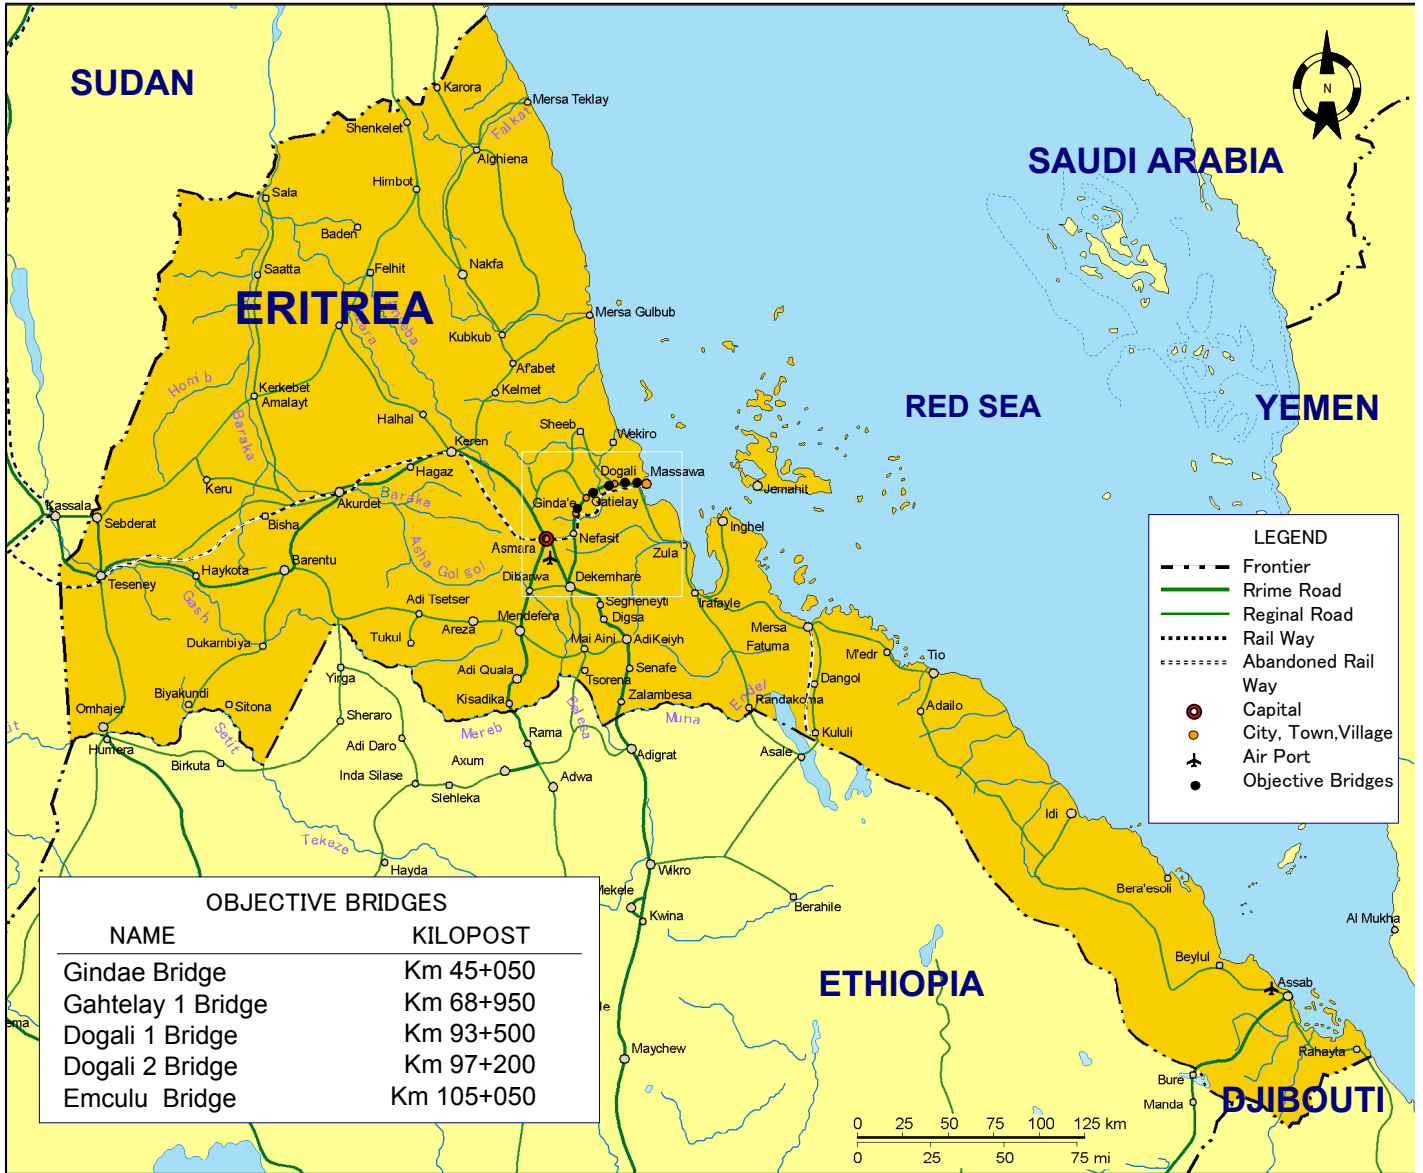 SUDAN
SAUDI ARABIA
N
Karora
Mersa Teklay
Shenkelet
Falkat
Alghiena
Himbot
Sala
Baden
Saatta
Felhit
Nakfa
ERITREA
Mersa Gulbub
Kubkub
Af'abet
Kelmet
Homib
Kerkebet
Amalayt
Baraka
Halhal
RED SEA
YEMEN
Sheeb
Wekiro
Keren
Hagaz
Dogali
Massawa
Keru
Akurdet
Baraka
Ginda'e
Gatielay
Jemahit
Kassala
Sebderat
Bisha
Asmara
Nefasit
Zula
Inghel
Asha Golgol
Teseney
Haykota
Barentu
Dibarwa
Dekemhare
Irafayle
Gash
Adi Tsetser
Segheneyti
Digsa
Dukambiya
Tukul
Areza
Mendefera
Mai Aini
AdiKeiyh
Mersa
Fatuma
M'edr
Tio
Adi Quala
Senafe
Tsorena
Dangol
Yirga
Biyakundi
Sitona
Kisadika
Zalambesa
Endel
Randakoma
Adailo
Omhajer
Humera
Setit
Sheraro
Mereb
Belesa
Muna
Kululi
Adi Daro
Rama
Adigrat
Asale
Birkuta
Inda Silase
Axum
Adwa
Slehleka
Tekeze
Hayda
Wikro
Idi
Mekele
Kwina
Berahile
Bera'esoli
Al Mukha
ETHIOPIA
Beylul
Assab
Maychew
Rahayta
Bure
Manda
DJIBOUTI
LEGEND
Frontier
Rrime Road
Reginal Road
Rail Way
Abandoned Rail
Way
Capital
City, Town,Village
Air Port
Objective Bridges
OBJECTIVE BRIDGES
NAME KILOPOST
Gindae Bridge Km 45+050
Gahtelay 1 Bridge Km 68+950
Dogali 1 Bridge Km 93+500
Dogali 2 Bridge Km 97+200
Emculu Bridge Km 105+050
0 25 50 75 100 125 km
0 25 50 75 mi